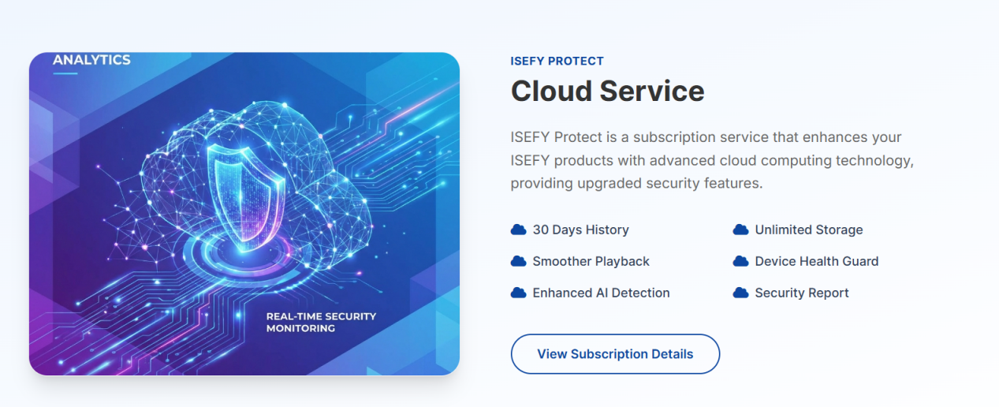 ANALYTICS
REAL-TIME SECURITY
MONITORING
ISEFY PROTECT
Cloud Service
ISEFY Protect is a subscription service that enhances your
ISEFY products with advanced cloud computing technology,
providing upgraded security features.
30 Days History
Unlimited Storage
Smoother Playback
Device Health Guard
Enhanced AI Detection
Security Report
View Subscription Details